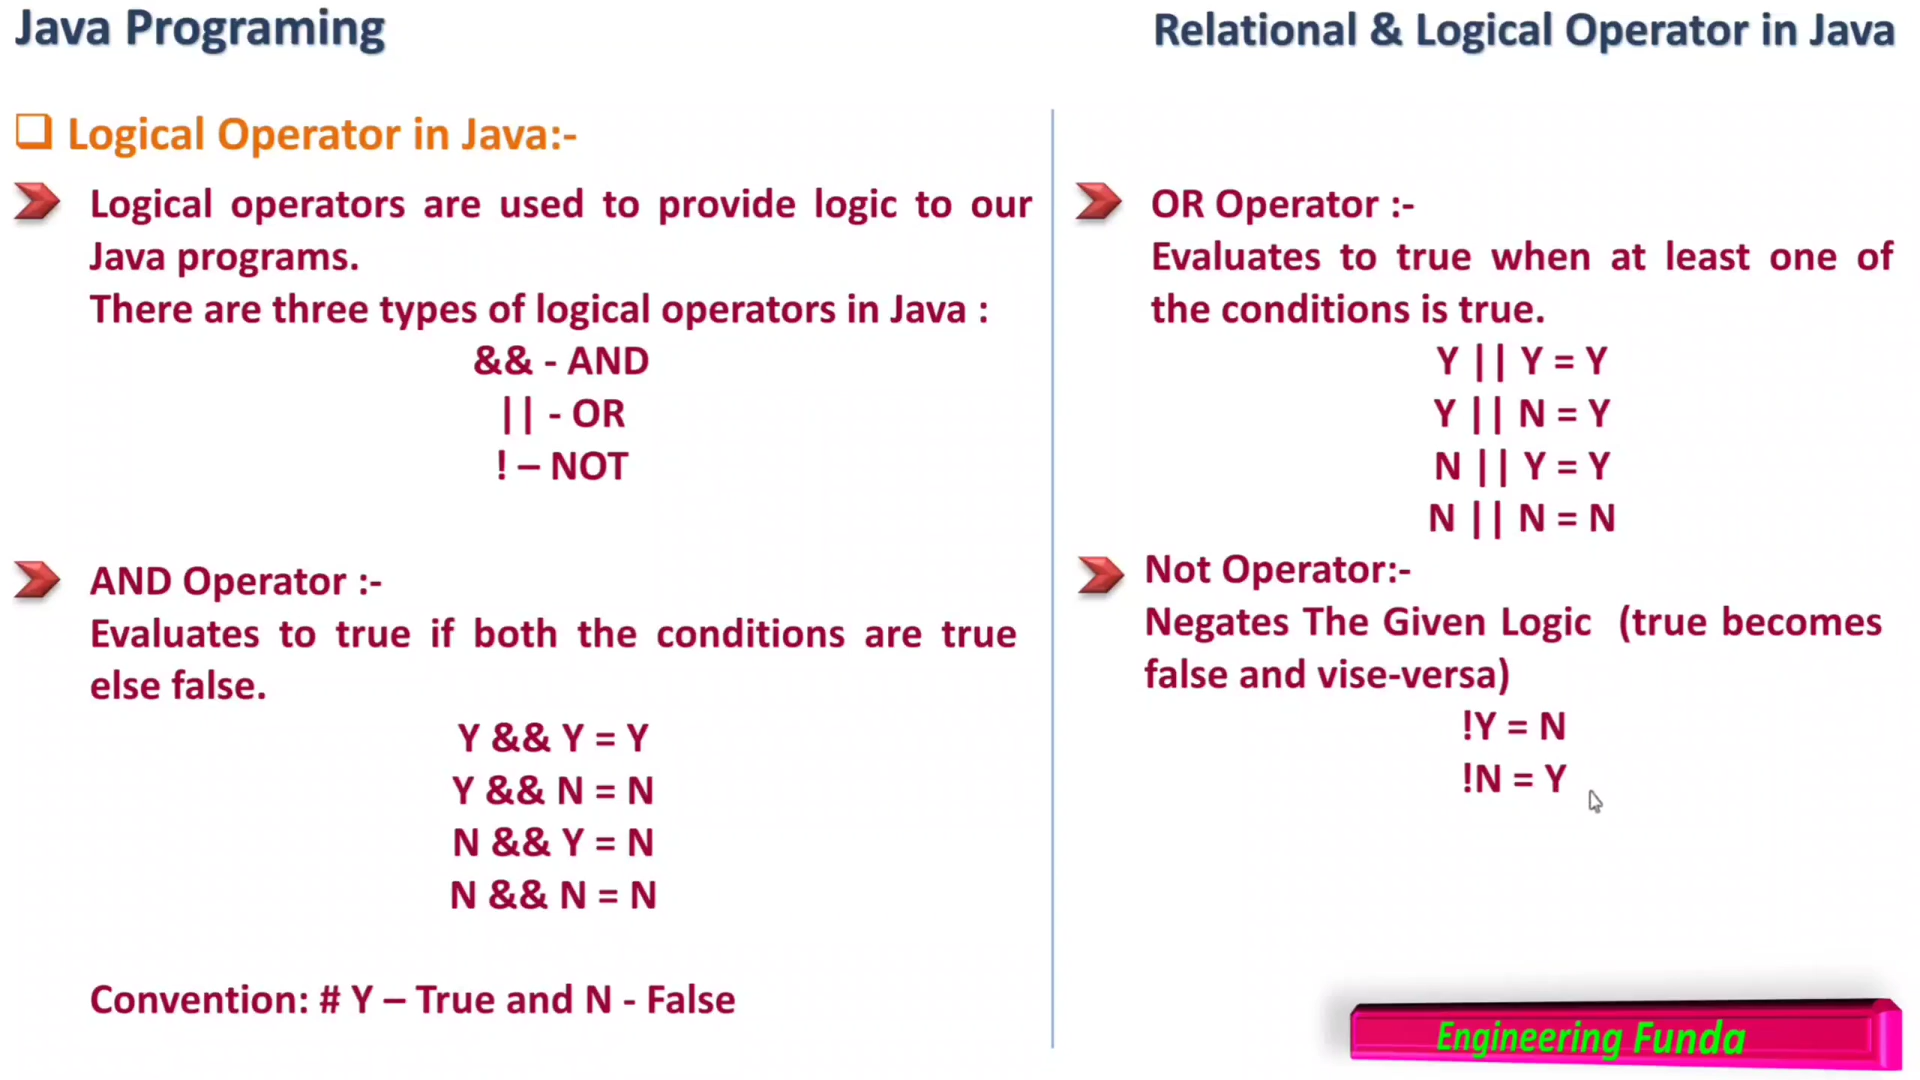 Java Programing
Relational & Logical Operator in Java
Logical Operator in Java:-
Logical operators are used to provide logic to our
Java programs.
There are three types of logical operators in Java :
&& - AND
|| - OR
! – NOT
AND Operator :-
Evaluates to true if both the conditions are true
else false.
Y && Y = Y
Y && N = N
N && Y = N
N && N = N
Convention: # Y – True and N - False
OR Operator :-
Evaluates to true when at least one of
the conditions is true.
Y || Y = Y
Y || N = Y
N || Y = Y
N || N = N
Not Operator:-
Negates The Given Logic (true becomes
false and vise-versa)
!Y = N
!N = Y
Engineering Funda